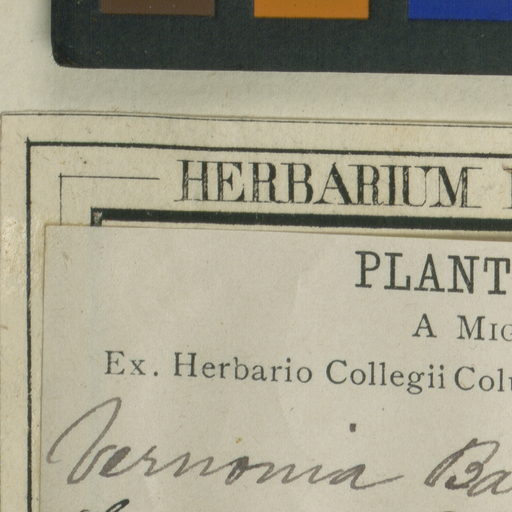 HERBARIUM
PLANT
A MIG
Ex. Herbario Collegii Colu
Vernonia Ba